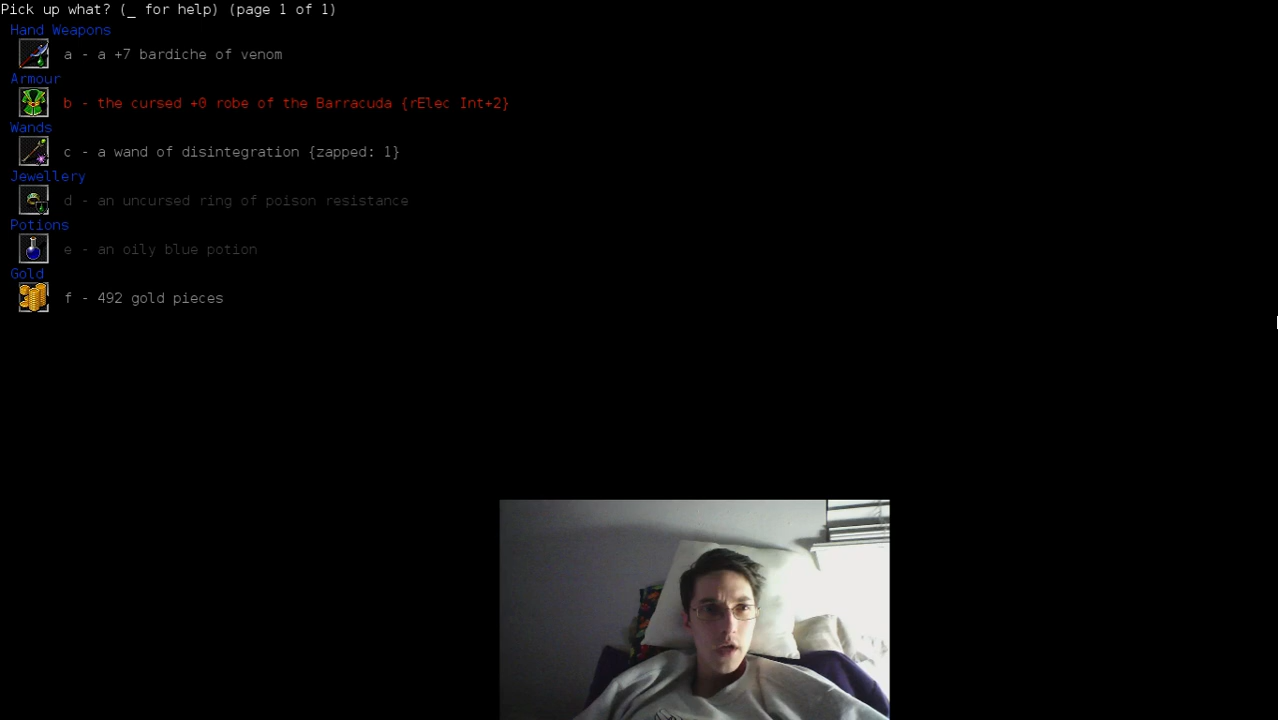 Pick up what? (_ for help) (page 1 of 1)
Hand Weapons
a - a +7 bardiche of venom
Armour
b - the cursed +0 robe of the Barracuda {rElec Int+2}
Wands
c - a wand of disintegration {zapped: 1}
Jewellery
d - an uncursed ring of poison resistance
Potions
e - an oily blue potion
Gold
f - 492 gold pieces